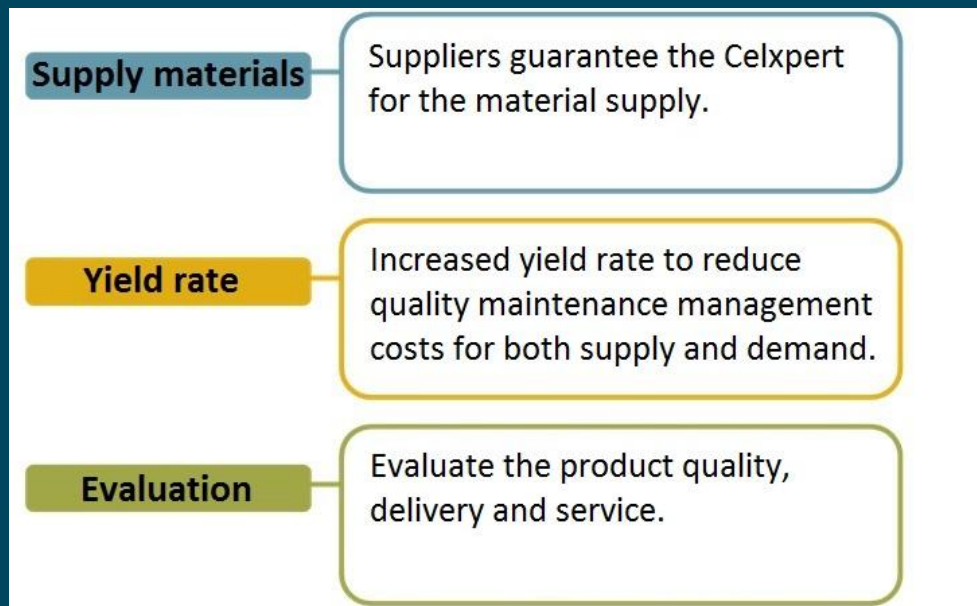 Supply materials
Suppliers guarantee the Celxpert
for the material supply.
Yield rate
Increased yield rate to reduce
quality maintenance management
costs for both supply and demand.
Evaluation
Evaluate the product quality,
delivery and service.